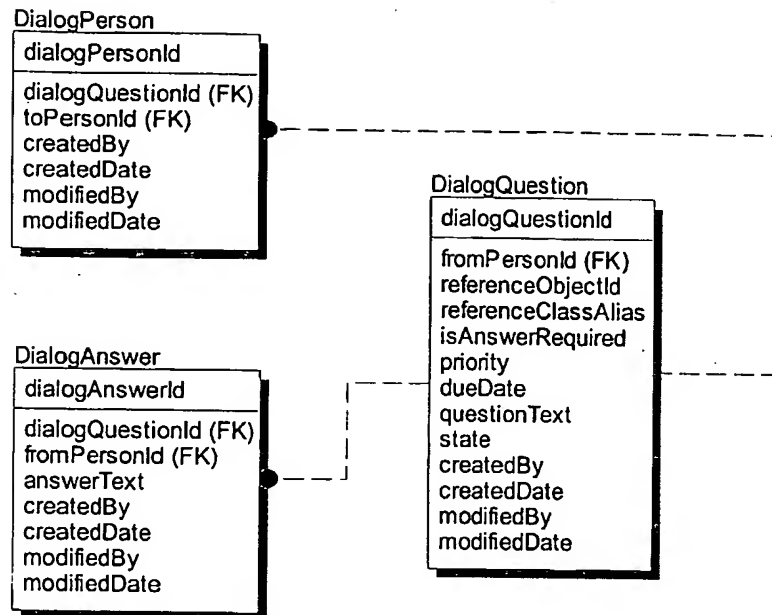 DialogPerson
dialogPersonId
dialogQuestionId (FK)
toPersonId (FK)
createdBy
createdDate
modifiedBy
modifiedDate
DialogQuestion
dialogQuestionId
fromPersonId (FK)
referenceObjectId
referenceClassAlias
isAnswerRequired
priority
dueDate
questionText
state
createdBy
createdDate
modifiedBy
modifiedDate
DialogAnswer
dialogAnswerId
dialogQuestionId (FK)
fromPersonId (FK)
answerText
createdBy
createdDate
modifiedBy
modifiedDate